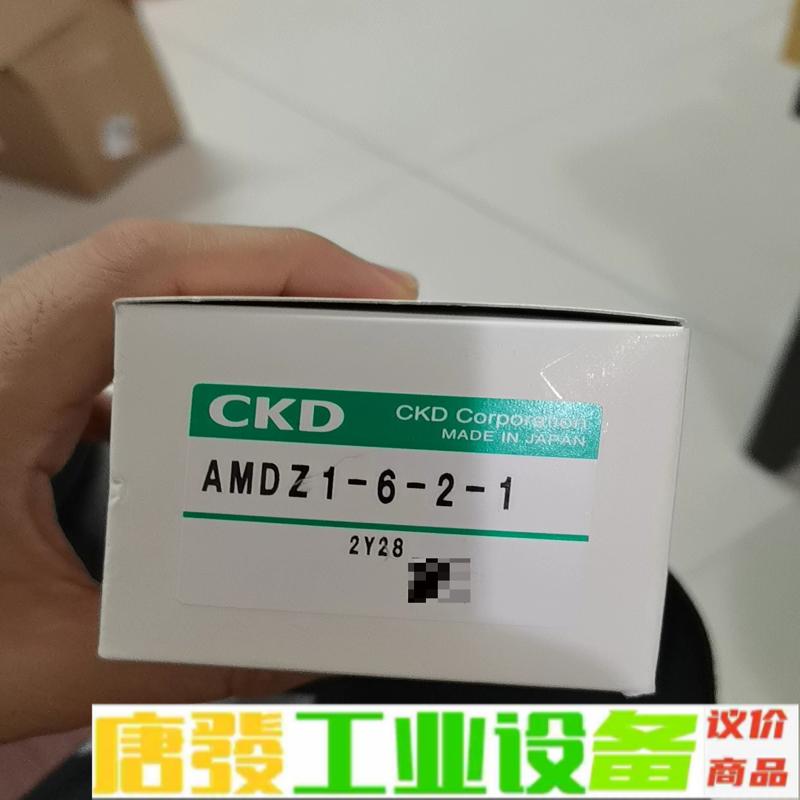 CKD
CKD Corporation
MADE IN JAPAN
AMDZ1-6-2-1
2Y28
唐發工业设备
议价
商品